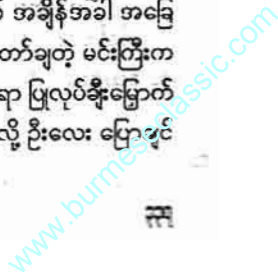 အချိန်အခါ အခြေ
တော်ချတဲ့ မင်းကြီးက
ရာ ပြုလုပ်ချီးမြှောက်
လို့ ဦးလေး ပြောခွင်
www.burmeseclassic.com